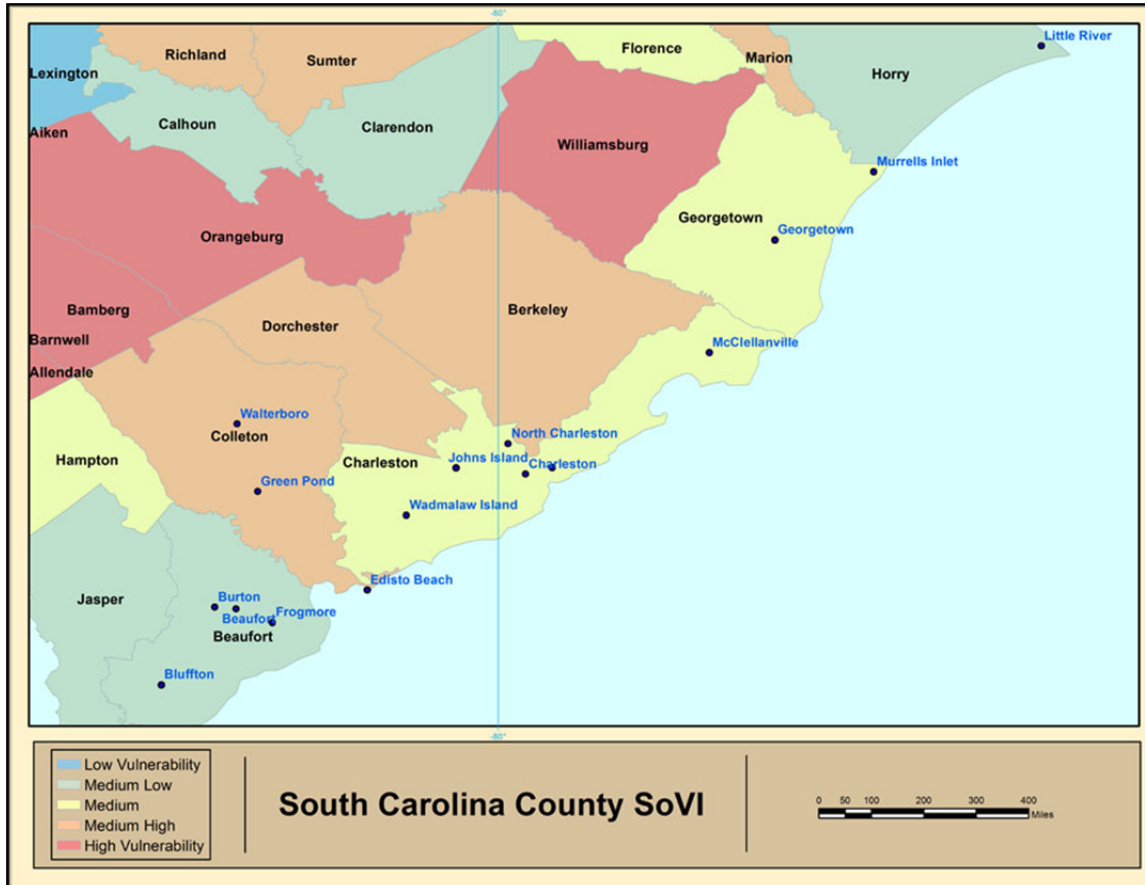 -80°
Little River
Florence
Richland
Marion
Sumter
Lexington
Horry
Calhoun
Clarendon
Aiken
Williamsburg
Murrells Inlet
Georgetown
Georgetown
Orangeburg
Bamberg
Berkeley
Dorchester
Barnwell
McClellanville
Allendale
Walterboro
Colleton
North Charleston
Hampton
Charleston
Johns Island
Charleston
Green Pond
Wadmalaw Island
Edisto Beach
Jasper
Burton
Beaufort
Frogmore
Beaufort
Bluffton
-80°
Low Vulnerability
Medium Low
Medium
Medium High
High Vulnerability
South Carolina County SoVI
0 50 100 200 300 400
Miles